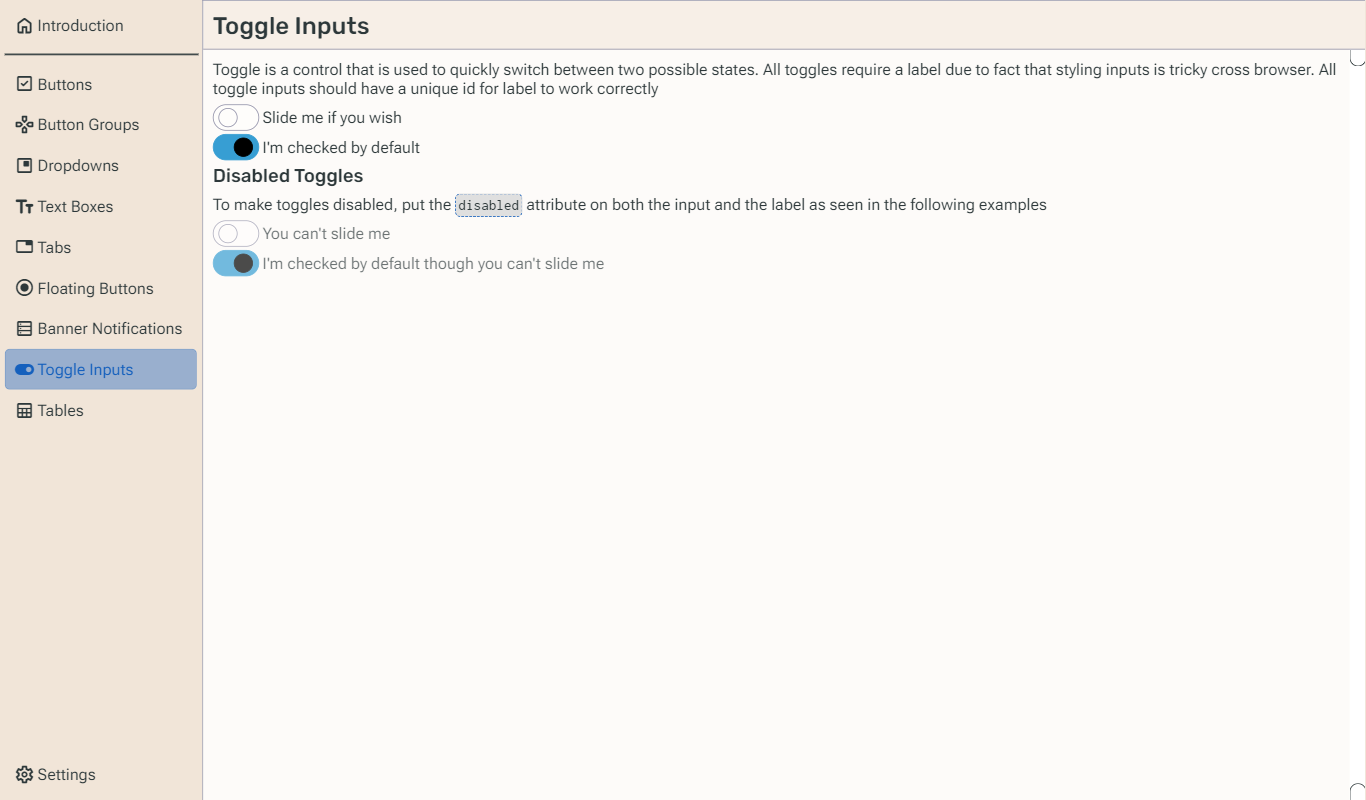 Introduction
Buttons
Button Groups
Dropdowns
Text Boxes
Tabs
Floating Buttons
Banner Notifications
Toggle Inputs
Tables
Settings
Toggle Inputs
Toggle is a control that is used to quickly switch between two possible states. All toggles require a label due to fact that styling inputs is tricky cross browser. All
toggle inputs should have a unique id for label to work correctly
Slide me if you wish
I'm checked by default
Disabled Toggles
To make toggles disabled, put the disabled attribute on both the input and the label as seen in the following examples
You can't slide me
I'm checked by default though you can't slide me